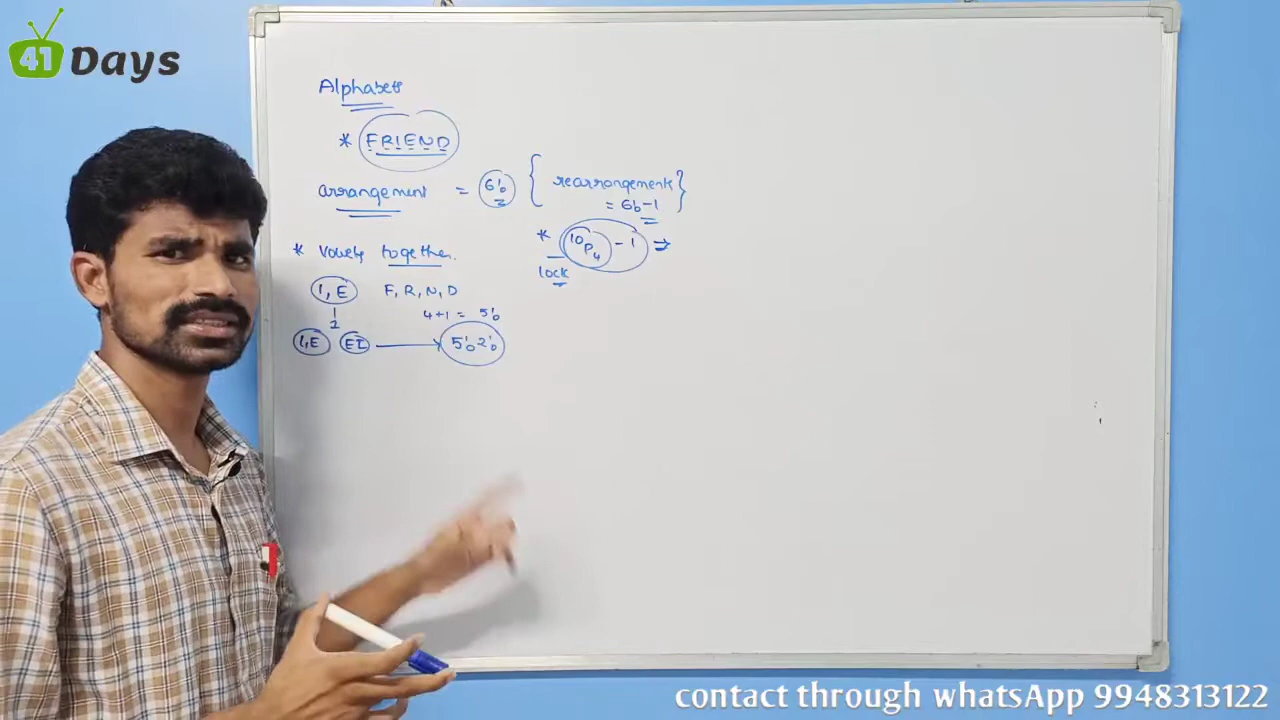 41 Days
Alphabets
* FRIEND
arrangement = 6! { rearrangements }
= 6!-1
* Vowels together.
* ¹⁰P₄ - 1 ⇒
lock
I, E F, R, N, D
1
4+1 = 5!
I,E EI → 5! 2!
contact through whatsApp 9948313122